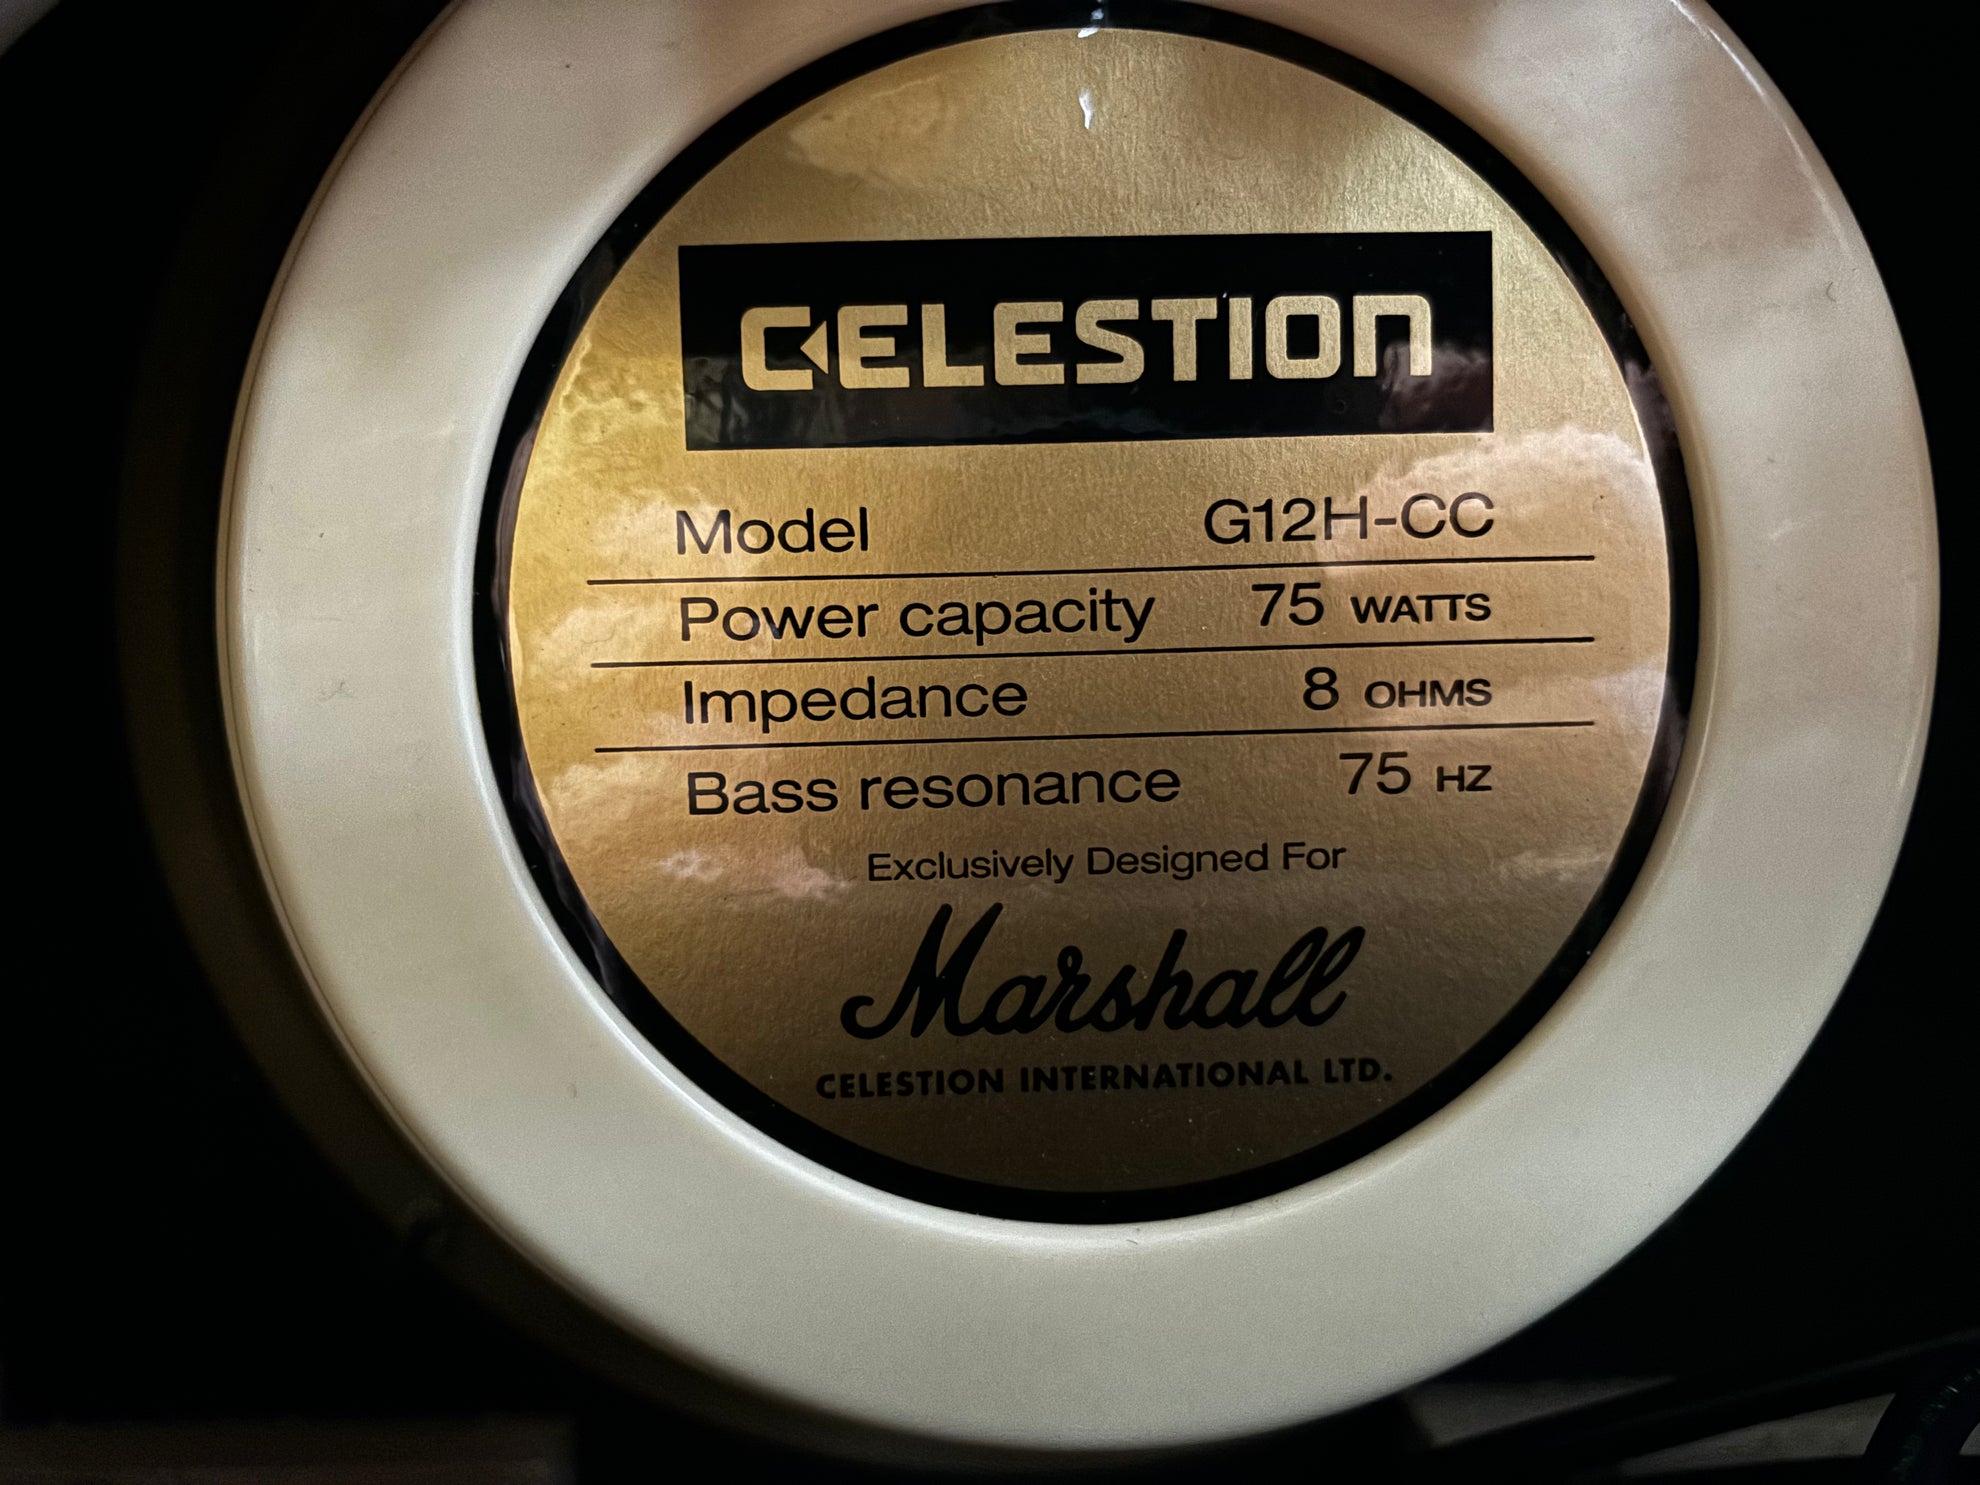 CELESTION
Model G12H-CC
Power capacity 75 WATTS
Impedance 8 OHMS
Bass resonance 75 HZ
Exclusively Designed For
Marshall
CELESTION INTERNATIONAL LTD.